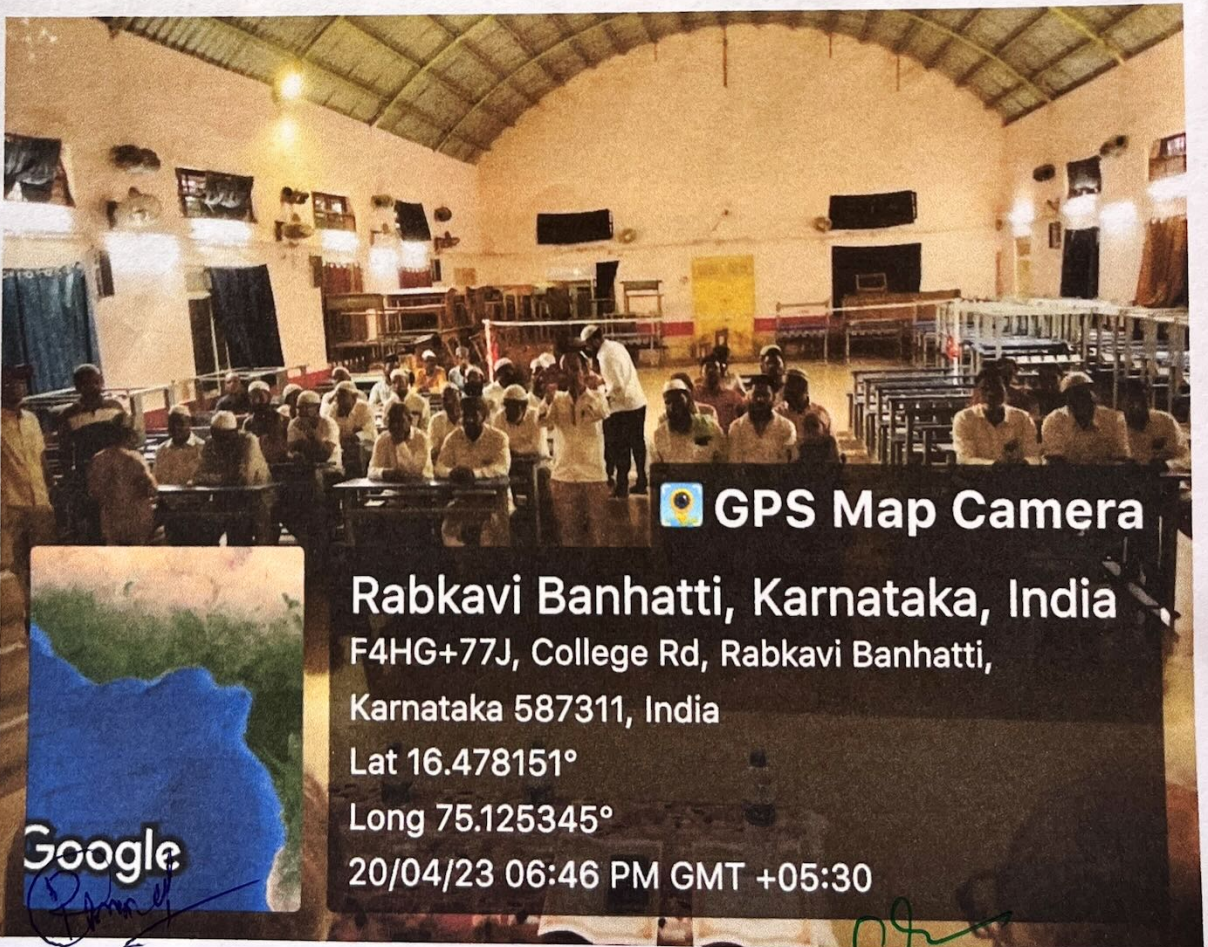 GPS Map Camera
Rabkavi Banhatti, Karnataka, India
F4HG+77J, College Rd, Rabkavi Banhatti,
Karnataka 587311, India
Lat 16.478151°
Long 75.125345°
20/04/23 06:46 PM GMT +05:30
Google